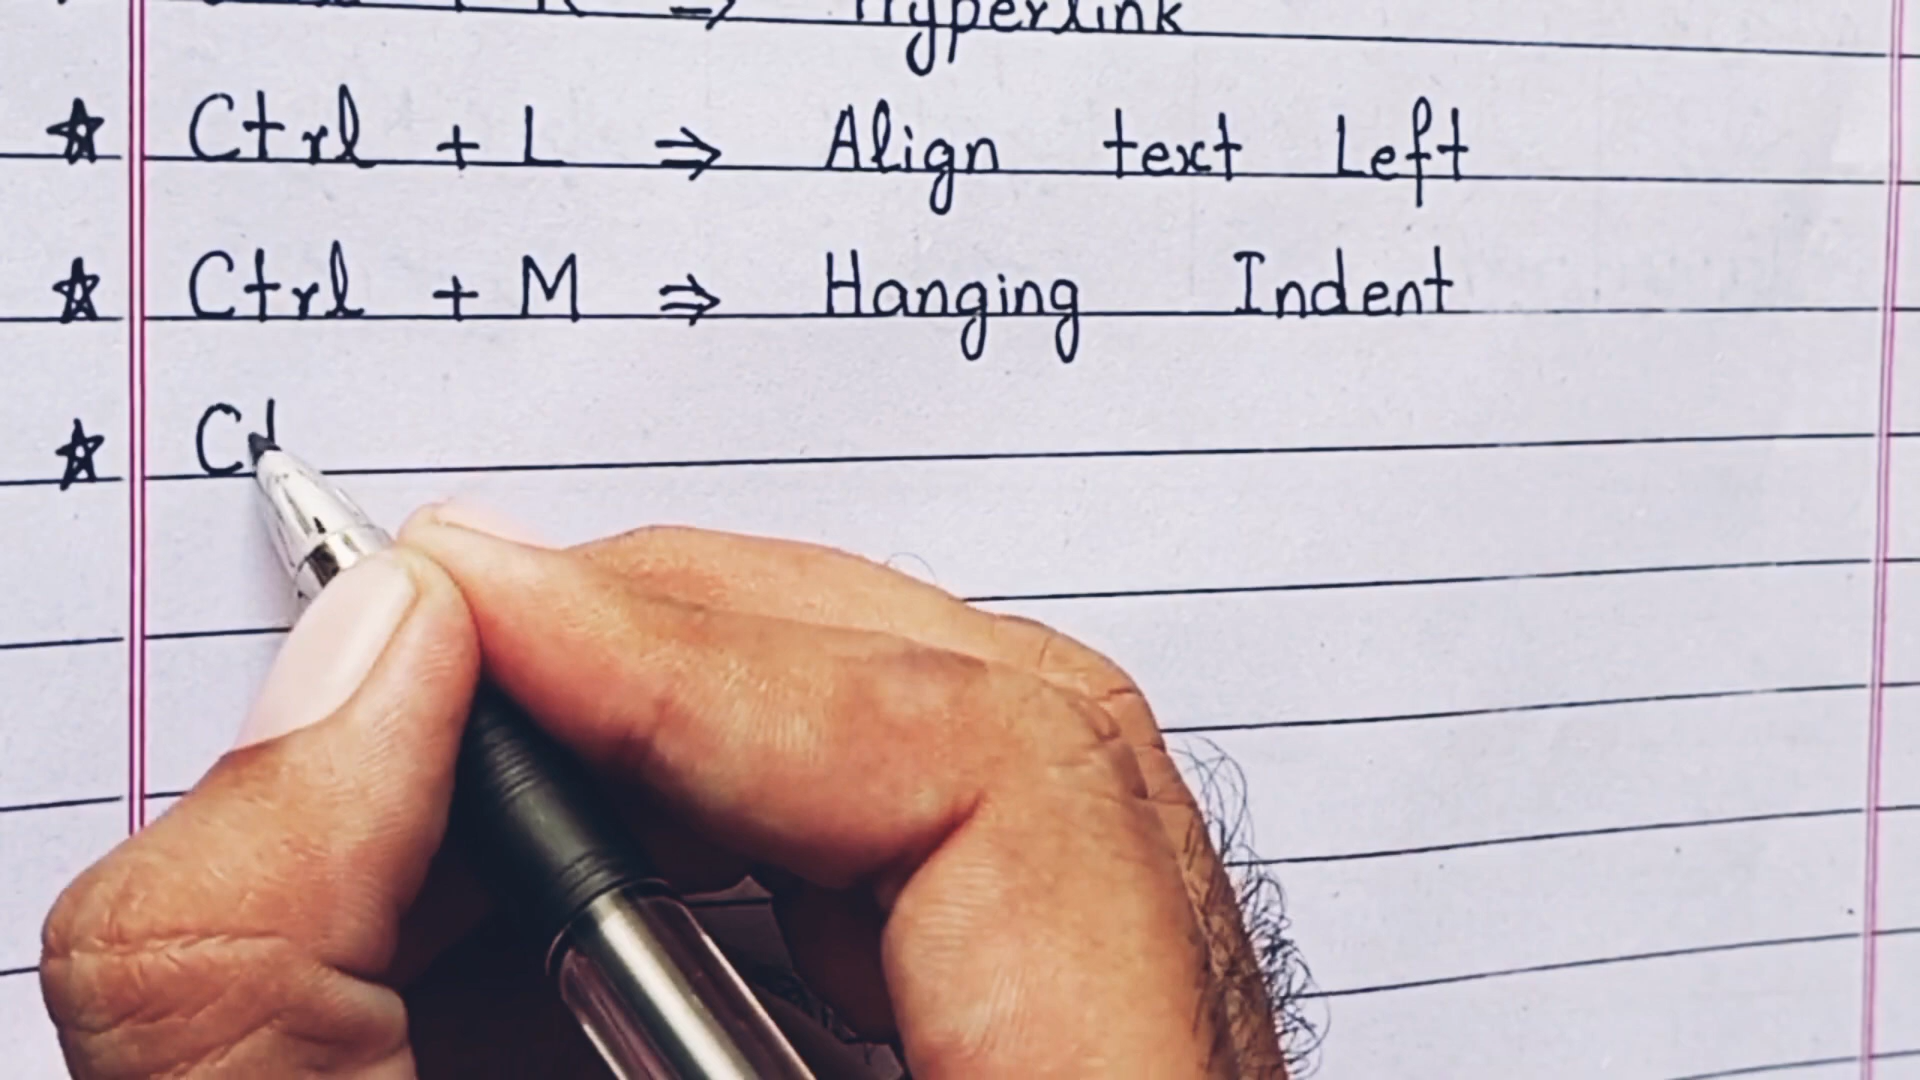 ⇒ Hyperlink
☆ Ctrl + L ⇒ Align text Left
☆ Ctrl + M ⇒ Hanging Indent
☆ C